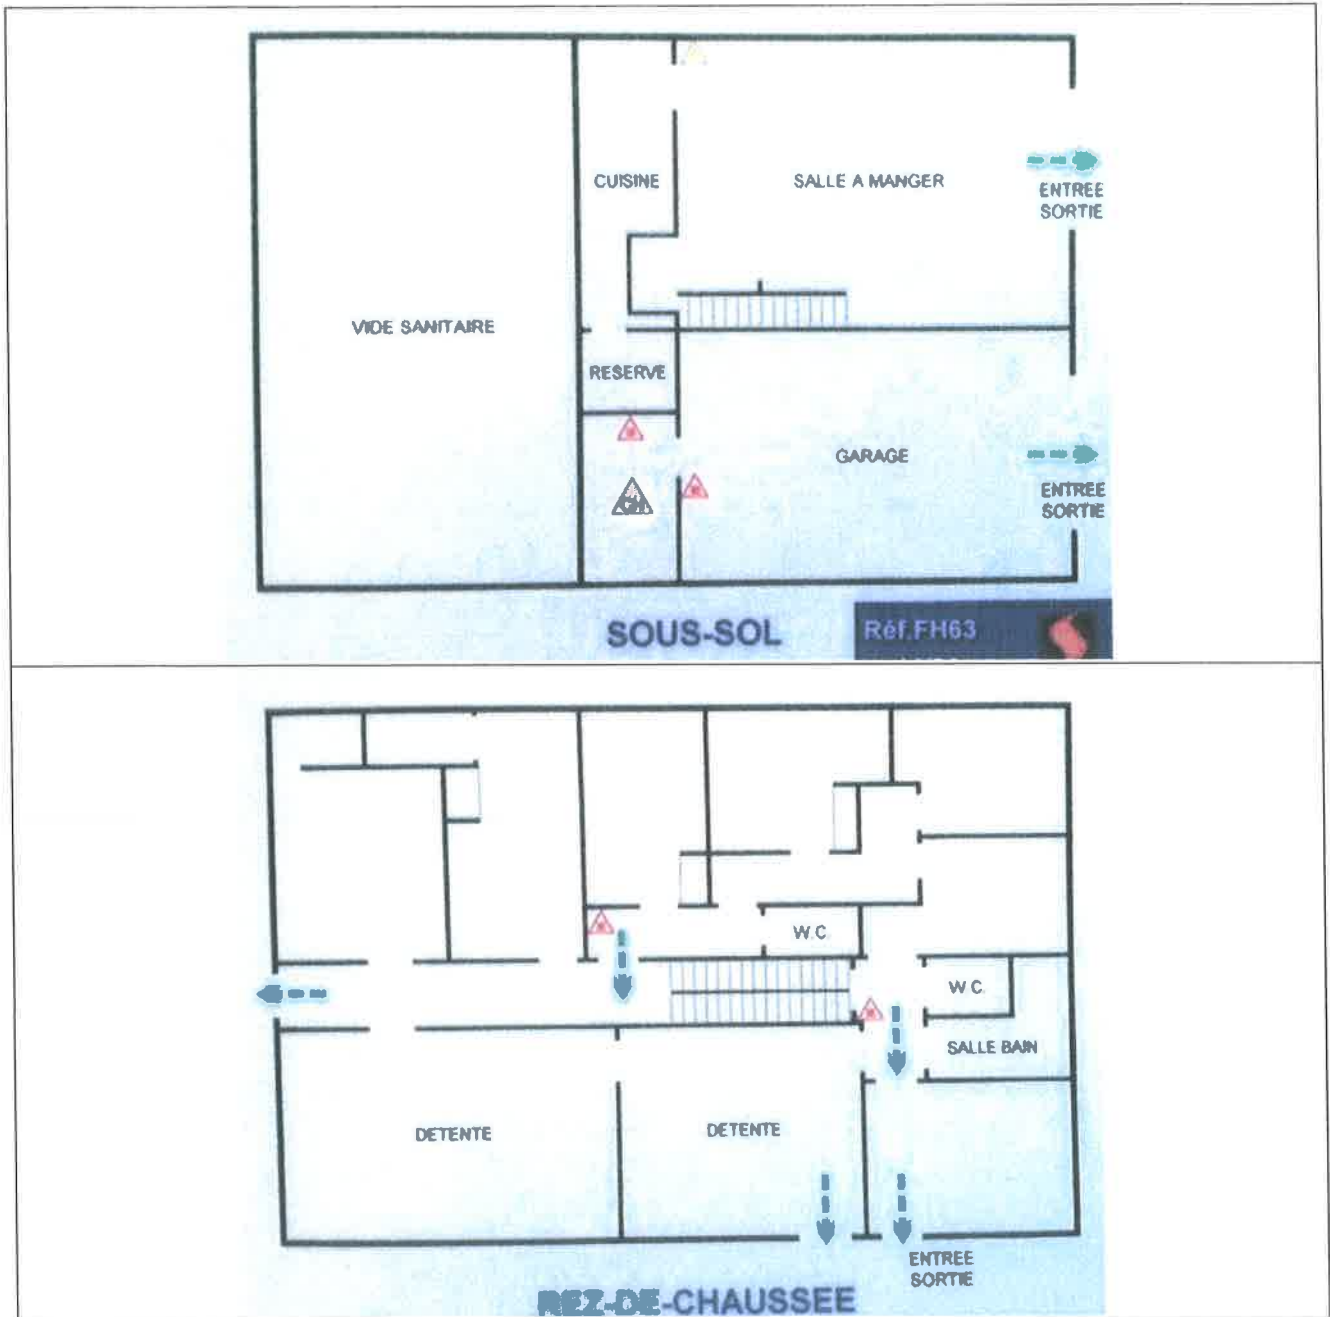 CUISINE
SALLE A MANGER
ENTREE
SORTIE
VIDE SANITAIRE
RESERVE
GARAGE
ENTREE
SORTIE
SOUS-SOL
Réf.FH63
W.C.
W.C.
SALLE BAIN
DETENTE
DETENTE
ENTREE
SORTIE
REZ-DE-CHAUSSEE